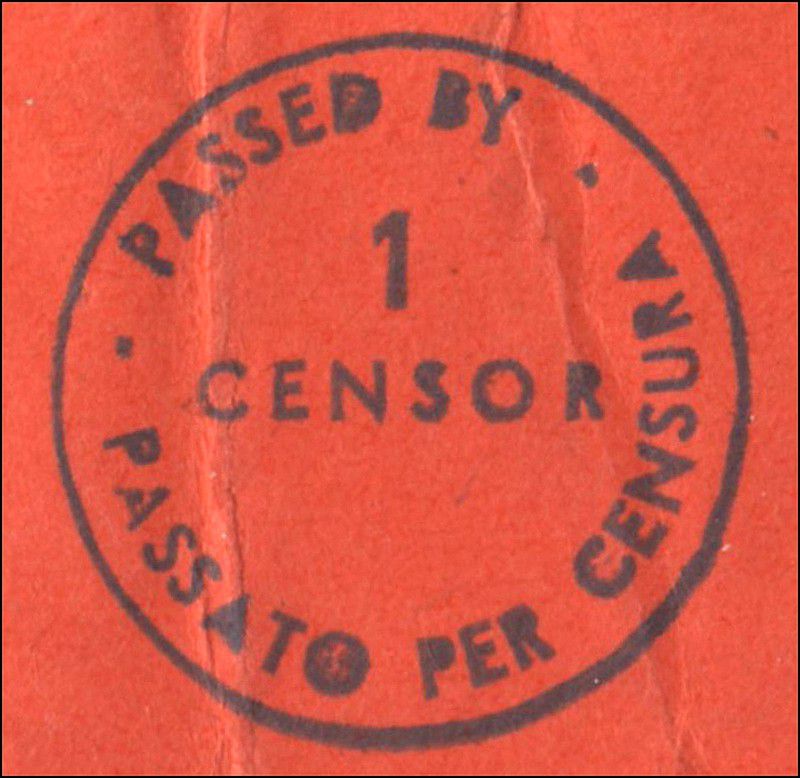 PASSED BY
1
CENSOR
PASSATO PER CENSURA